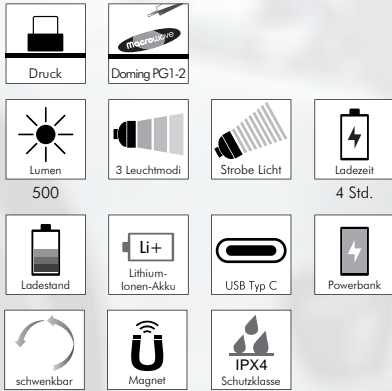 macrowave
Druck
Doming PG1-2
Lumen
3 Leuchtmodi
Strobe Licht
Ladezeit
500
4 Std.
Li+
Ladestand
Lithium-
Ionen-Akku
USB Typ C
Powerbank
IPX4
schwenkbar
Magnet
Schutzklasse